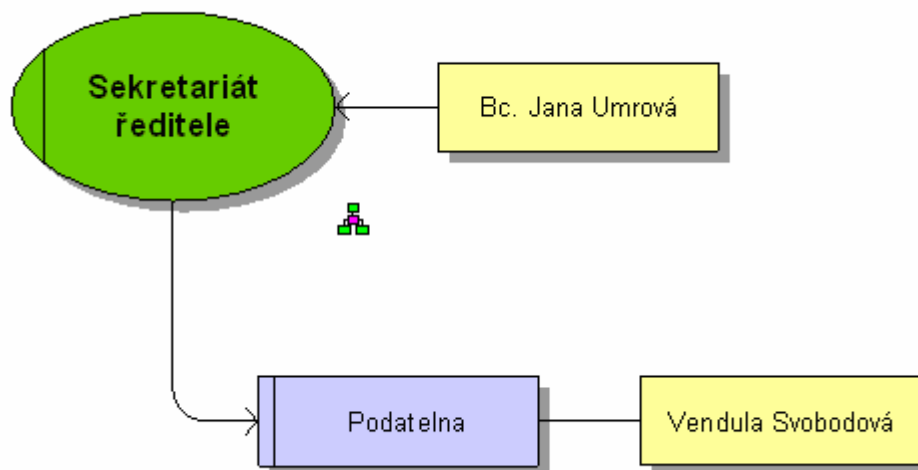 Sekretariát
ředitele
Bc. Jana Umrová
Podatelna
Vendula Svobodová